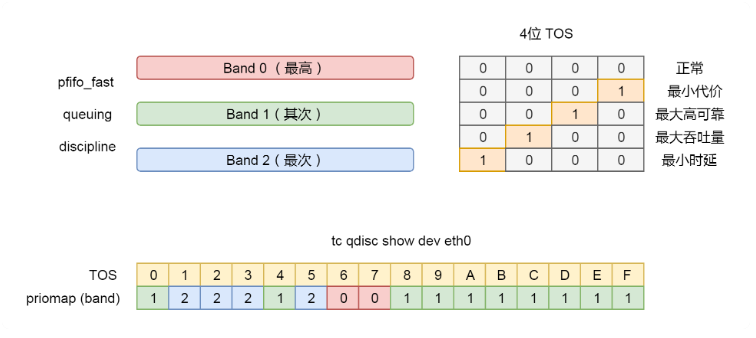 4位 TOS
pfifo_fast
queuing
discipline
Band 0（最高）
Band 1（其次）
Band 2（最次）
0 0 0 0 正常
0 0 0 1 最小代价
0 0 1 0 最大高可靠
0 1 0 0 最大吞吐量
1 0 0 0 最小时延
tc qdisc show dev eth0
TOS 0 1 2 3 4 5 6 7 8 9 A B C D E F
priomap (band) 1 2 2 2 1 2 0 0 1 1 1 1 1 1 1 1